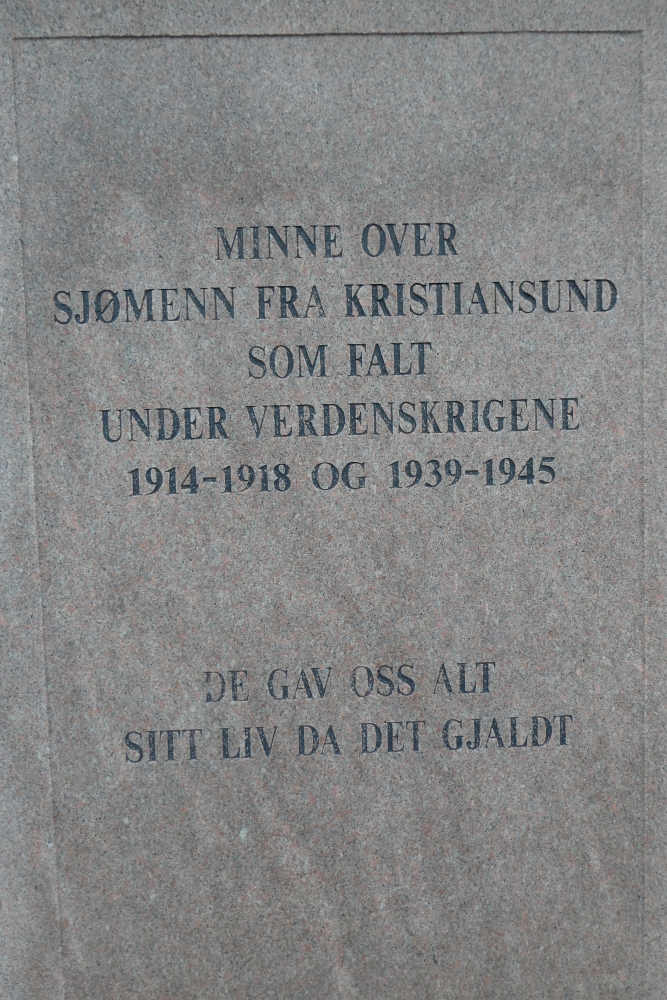 MINNE OVER
SJØMENN FRA KRISTIANSUND
SOM FALT
UNDER VERDENSKRIGENE
1914-1918 OG 1939-1945
DE GAV OSS ALT
SITT LIV DA DET GJALDT